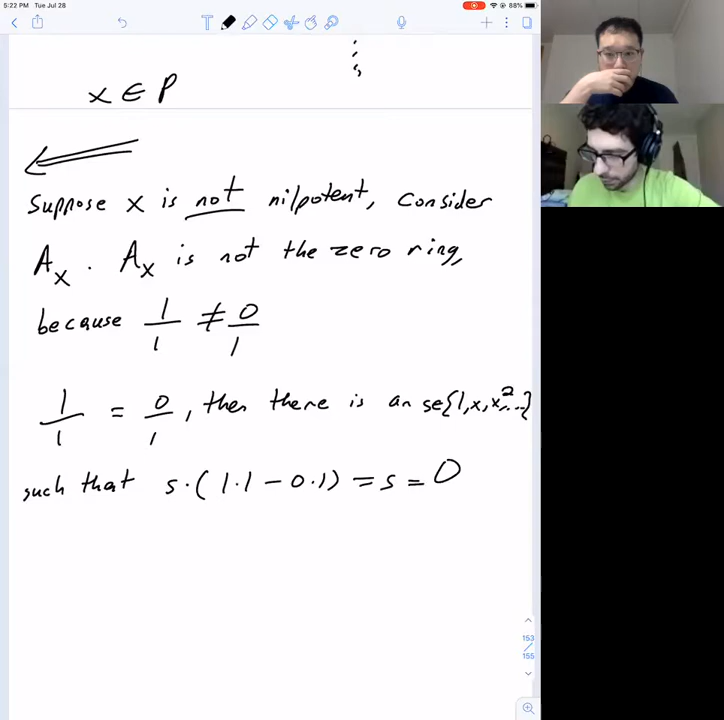 5:22 PM Tue Jul 28
88%
x ∈ P
Suppose x is not nilpotent, Consider
A_x . A_x is not the zero ring,
because 1/1 ≠ 0/1
1/1 = 0/1, then there is an s∈{1,x,x²,...}
such that s·(1·1 − 0·1) = s = 0
153
/
155